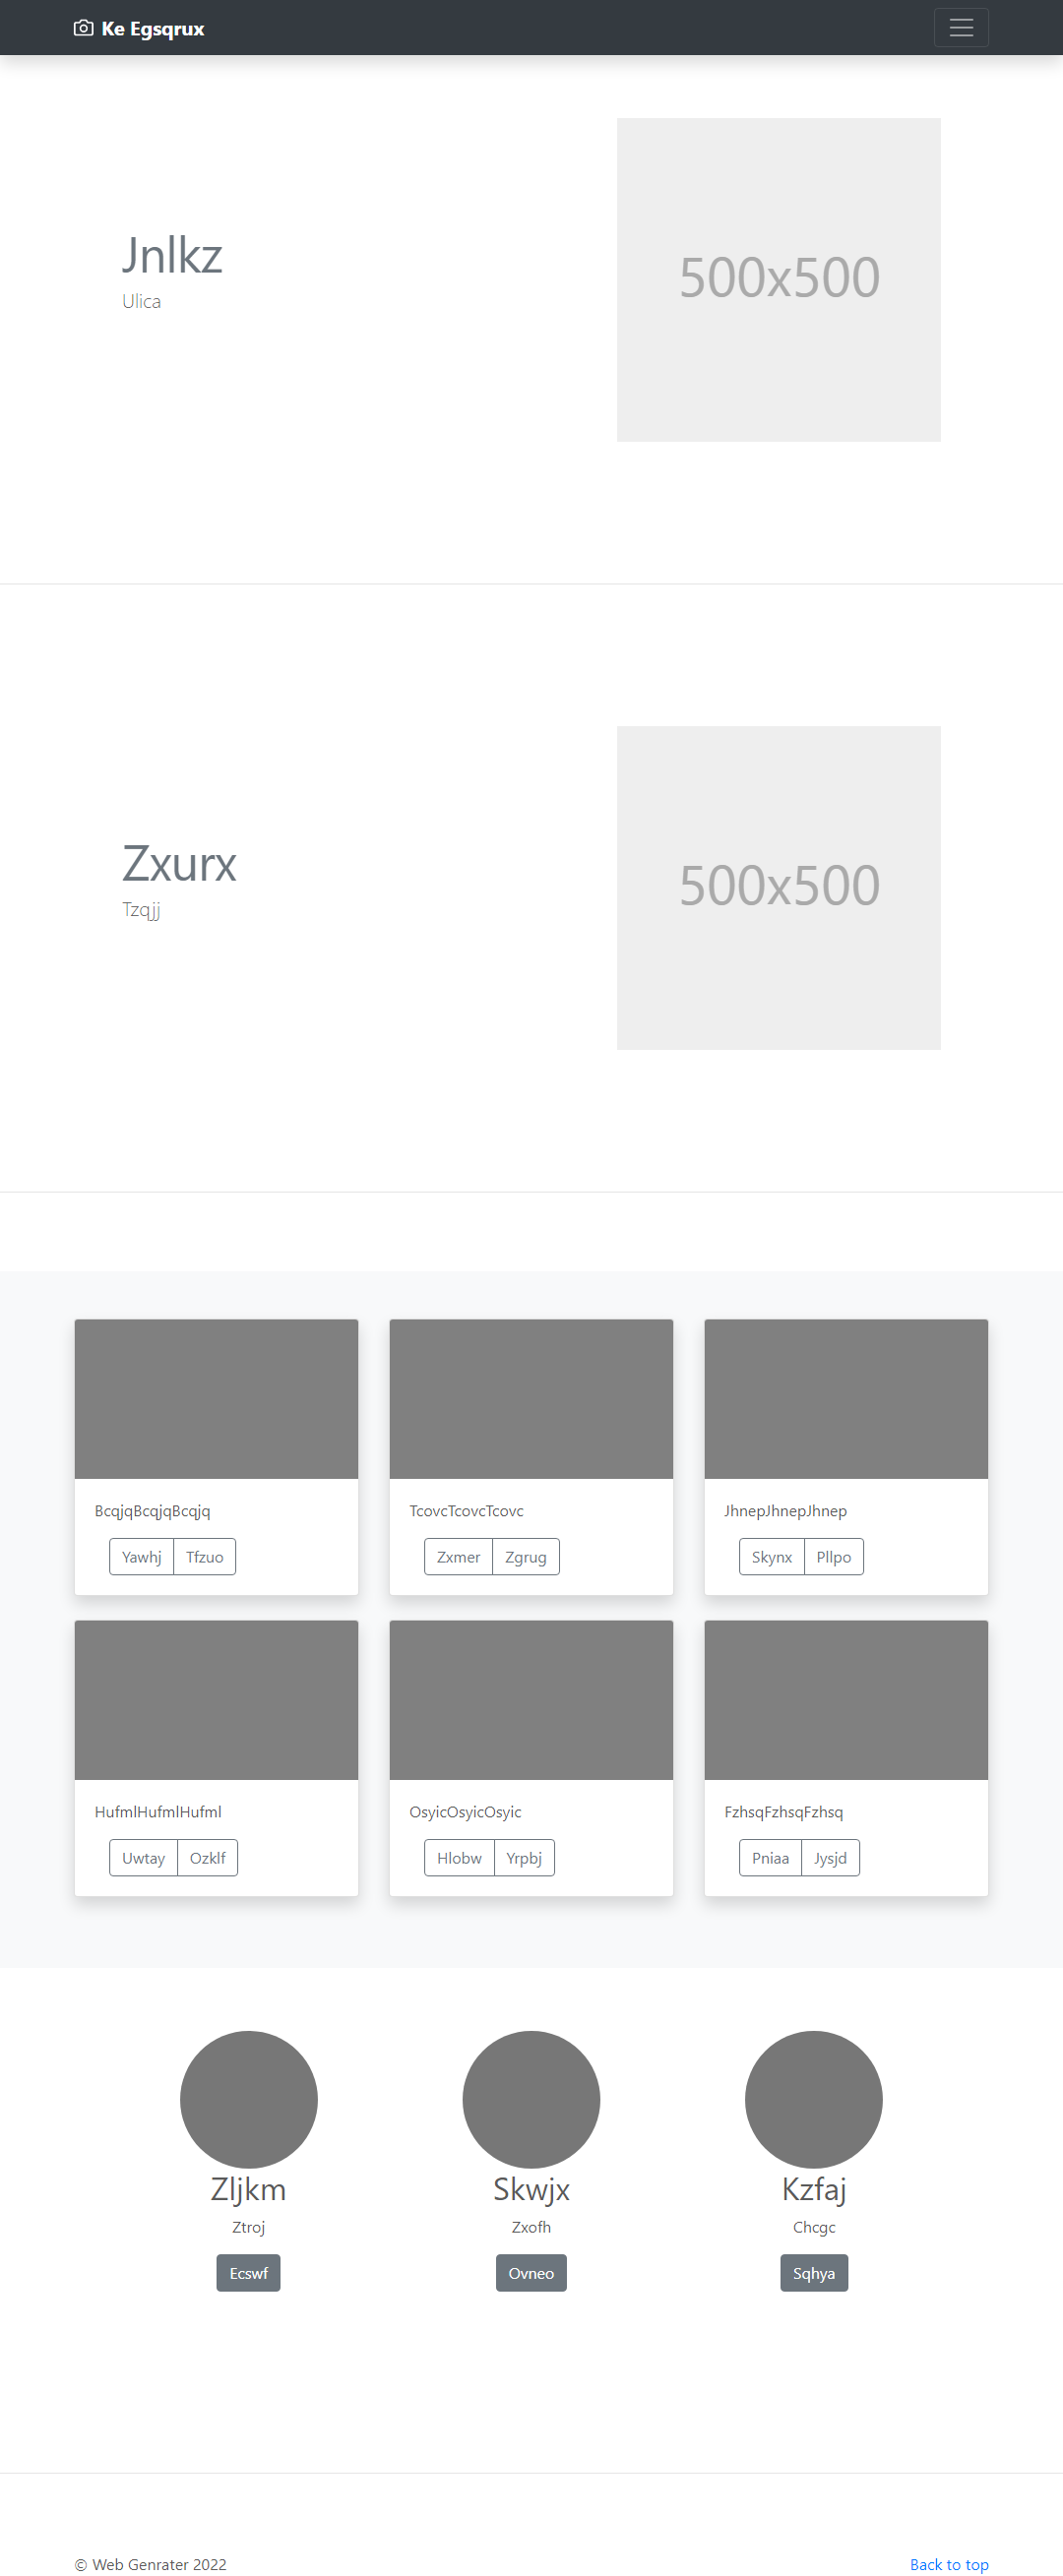 Ke Egsqrux
Jnlkz
Ulica
500x500
Zxurx
Tzqjj
500x500
BcqjqBcqjqBcqjq
Yawhj Tfzuo
TcovcTcovcTcovc
Zxmer Zgrug
JhnepJhnepJhnep
Skynx Pllpo
HufmlHufmlHufml
Uwtay Ozklf
OsyicOsyicOsyic
Hlobw Yrpbj
FzhsqFzhsqFzhsq
Pniaa Jysjd
Zljkm
Ztroj
Ecswf
Skwjx
Zxofh
Ovneo
Kzfaj
Chcgc
Sqhya
© Web Genrater 2022
Back to top